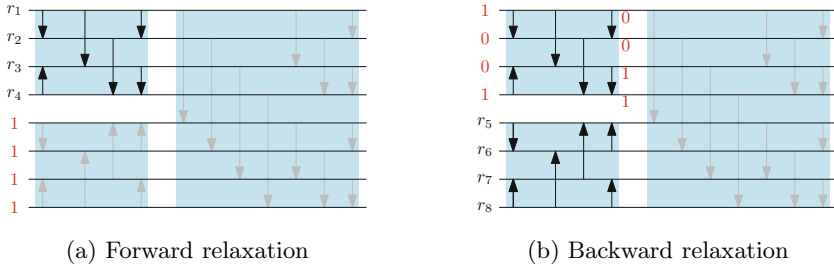 r1
r2
r3
r4
1
1
1
1
(a) Forward relaxation
1
0
0
0
0
1
1
1
r5
r6
r7
r8
(b) Backward relaxation